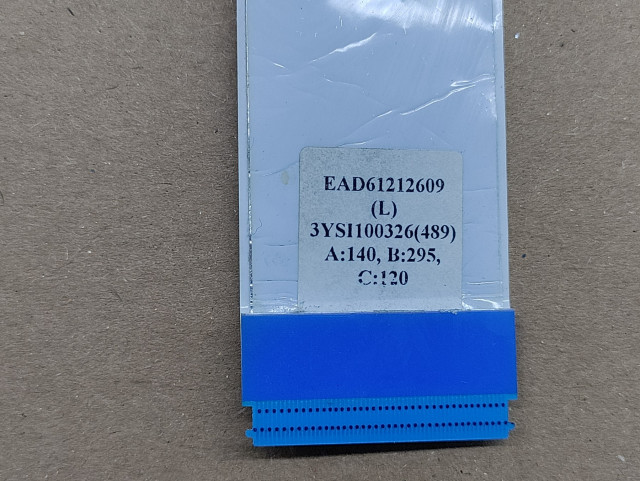 EAD61212609
(L)
3YSI100326(489)
A:140, B:295,
C:120